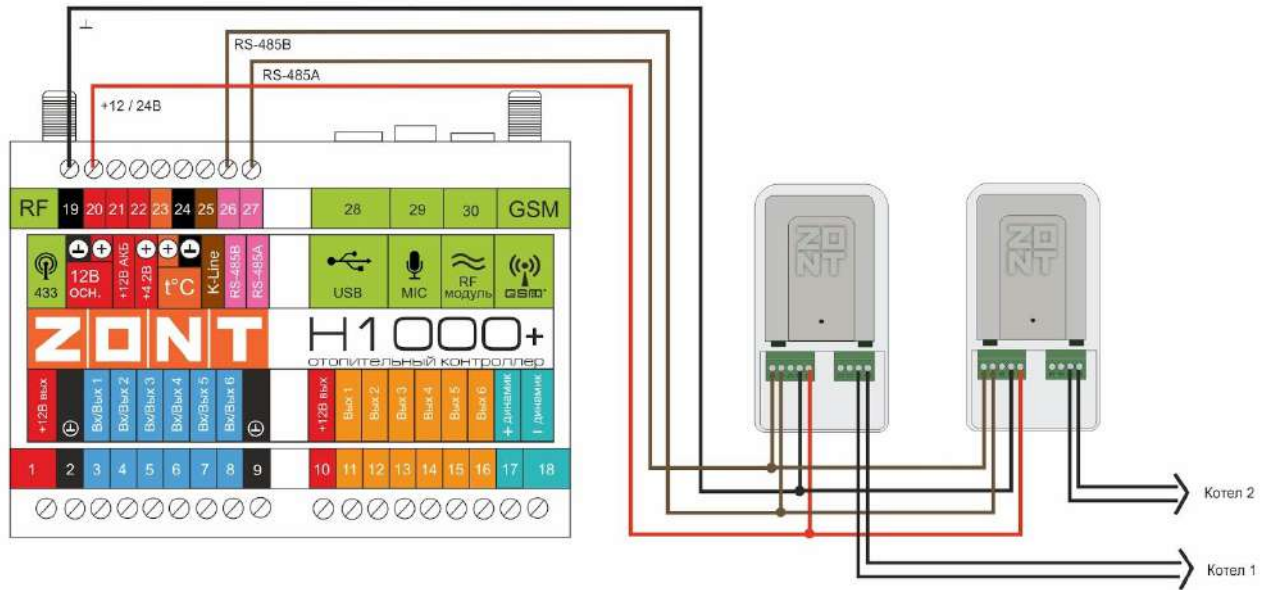 ⊥
RS-485B
RS-485A
+12 / 24В
RF 19 20 21 22 23 24 25 26 27 28 29 30 GSM
433
12В
осн.
+12В АКБ
+4.2В
t°C
K-Line
RS-485B
RS-485A
USB
MIC
RF
модуль
GSM
ZONT
H1000+
отопительный контроллер
+12В вых
Вх/Вых 1
Вх/Вых 2
Вх/Вых 3
Вх/Вых 4
Вх/Вых 5
Вх/Вых 6
+12В вых
Вых 1
Вых 2
Вых 3
Вых 4
Вых 5
Вых 6
+ динамик
- динамик
1 2 3 4 5 6 7 8 9 10 11 12 13 14 15 16 17 18
ZO
NT
ZO
NT
Котел 2
Котел 1